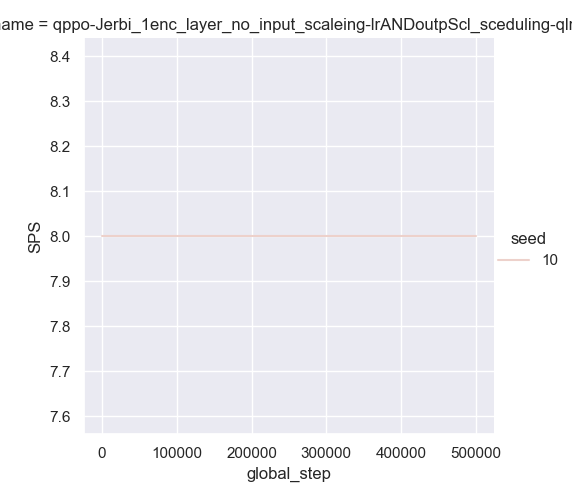 ame = qppo-Jerbi_1enc_layer_no_input_scaleing-lrANDoutpScl_sceduling-qlr
8.4
8.3
8.2
8.1
8.0
7.9
7.8
7.7
7.6
SPS
seed
10
0 100000 200000 300000 400000 500000
global_step